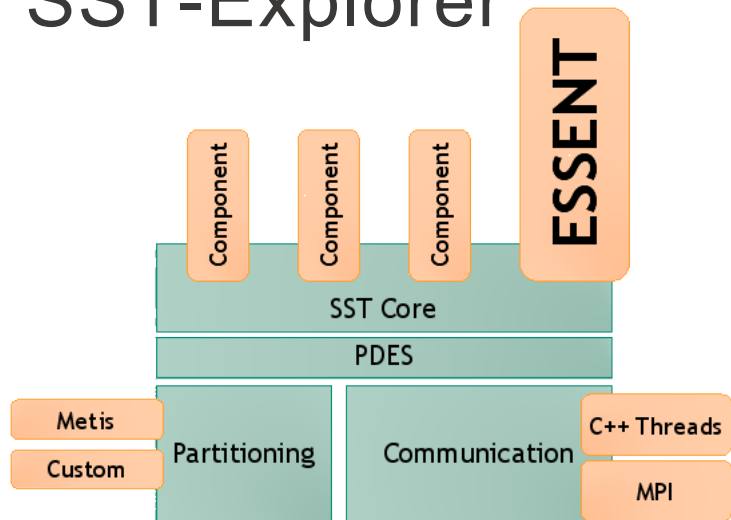 SST-Explorer
ESSENT
Component
Component
Component
SST Core
PDES
Metis
Custom
Partitioning
Communication
C++ Threads
MPI